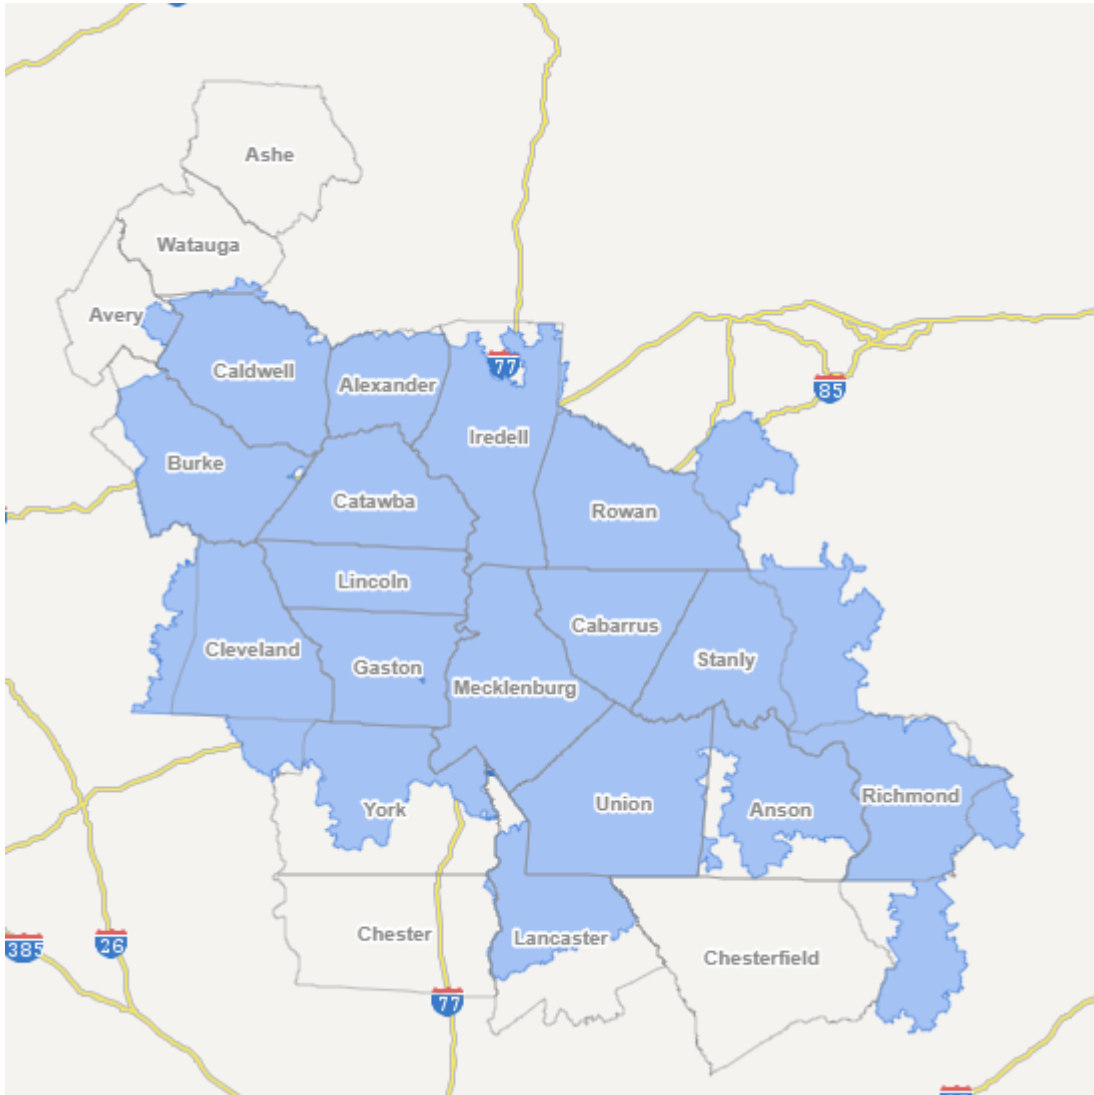 Ashe
Watauga
Avery
Caldwell
Alexander
77
85
Iredell
Burke
Catawba
Rowan
Lincoln
Cabarrus
Cleveland
Gaston
Stanly
Mecklenburg
York
Union
Anson
Richmond
Chester
Lancaster
385
26
Chesterfield
77